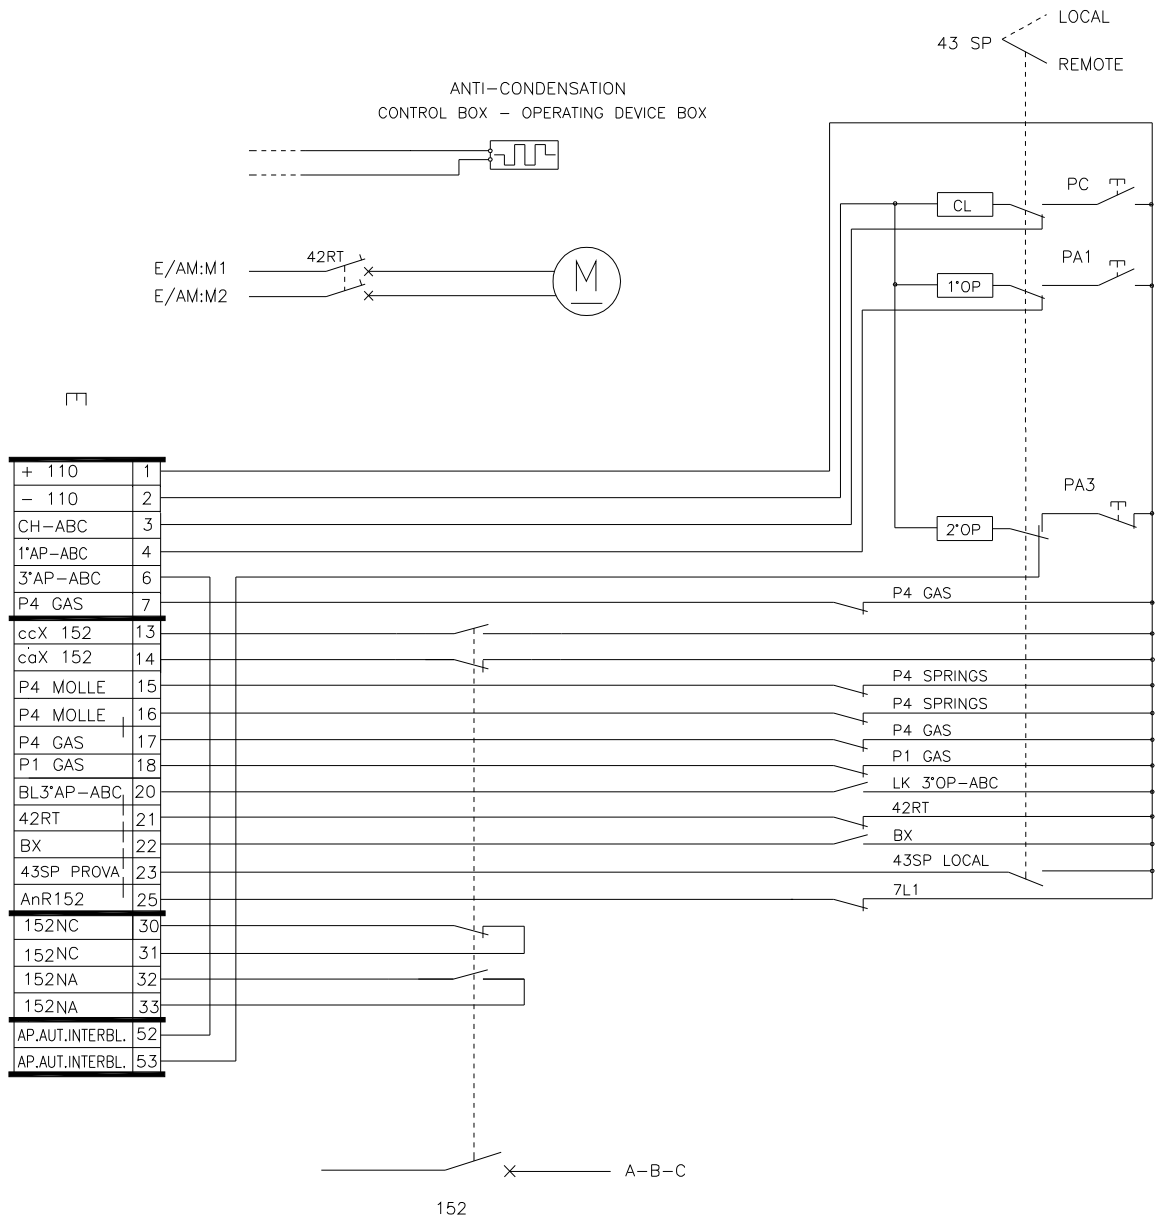 LOCAL
43 SP
REMOTE
ANTI-CONDENSATION
CONTROL BOX - OPERATING DEVICE BOX
PC
CL
42RT
PA1
E/AM:M1
M
E/AM:M2
1°OP
+ 110 1
- 110 2
PA3
CH-ABC 3
2°OP
1°AP-ABC 4
3°AP-ABC 6
P4 GAS 7 P4 GAS
ccX 152 13
caX 152 14
P4 MOLLE 15 P4 SPRINGS
P4 MOLLE 16 P4 SPRINGS
P4 GAS 17 P4 GAS
P1 GAS 18 P1 GAS
BL3°AP-ABC 20 LK 3°OP-ABC
42RT 21 42RT
BX 22 BX
43SP PROVA 23 43SP LOCAL
AnR152 25 7L1
152NC 30
152NC 31
152NA 32
152NA 33
AP.AUT.INTERBL. 52
AP.AUT.INTERBL. 53
A-B-C
152